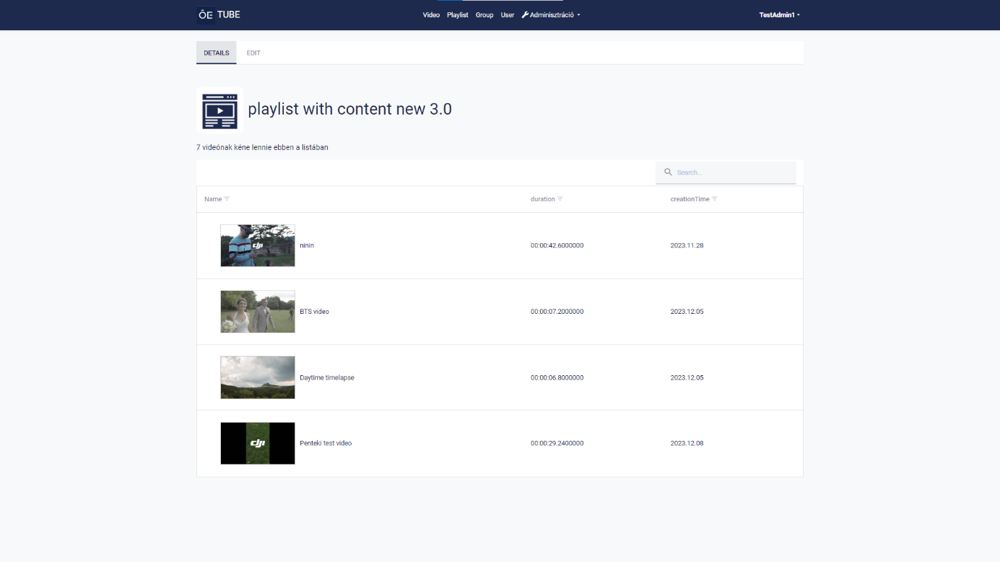 ŌE TUBE Video Playlist Group User Adminisztráció TestAdmin1
DETAILS EDIT
playlist with content new 3.0
7 videónak kéne lennie ebben a listában
Search...
Name duration creationTime
dji ninin 00:00:42.6000000 2023.11.28
BTS video 00:00:07.2000000 2023.12.05
Daytime timelapse 00:00:06.8000000 2023.12.05
dji Penteki test video 00:00:29.2400000 2023.12.08